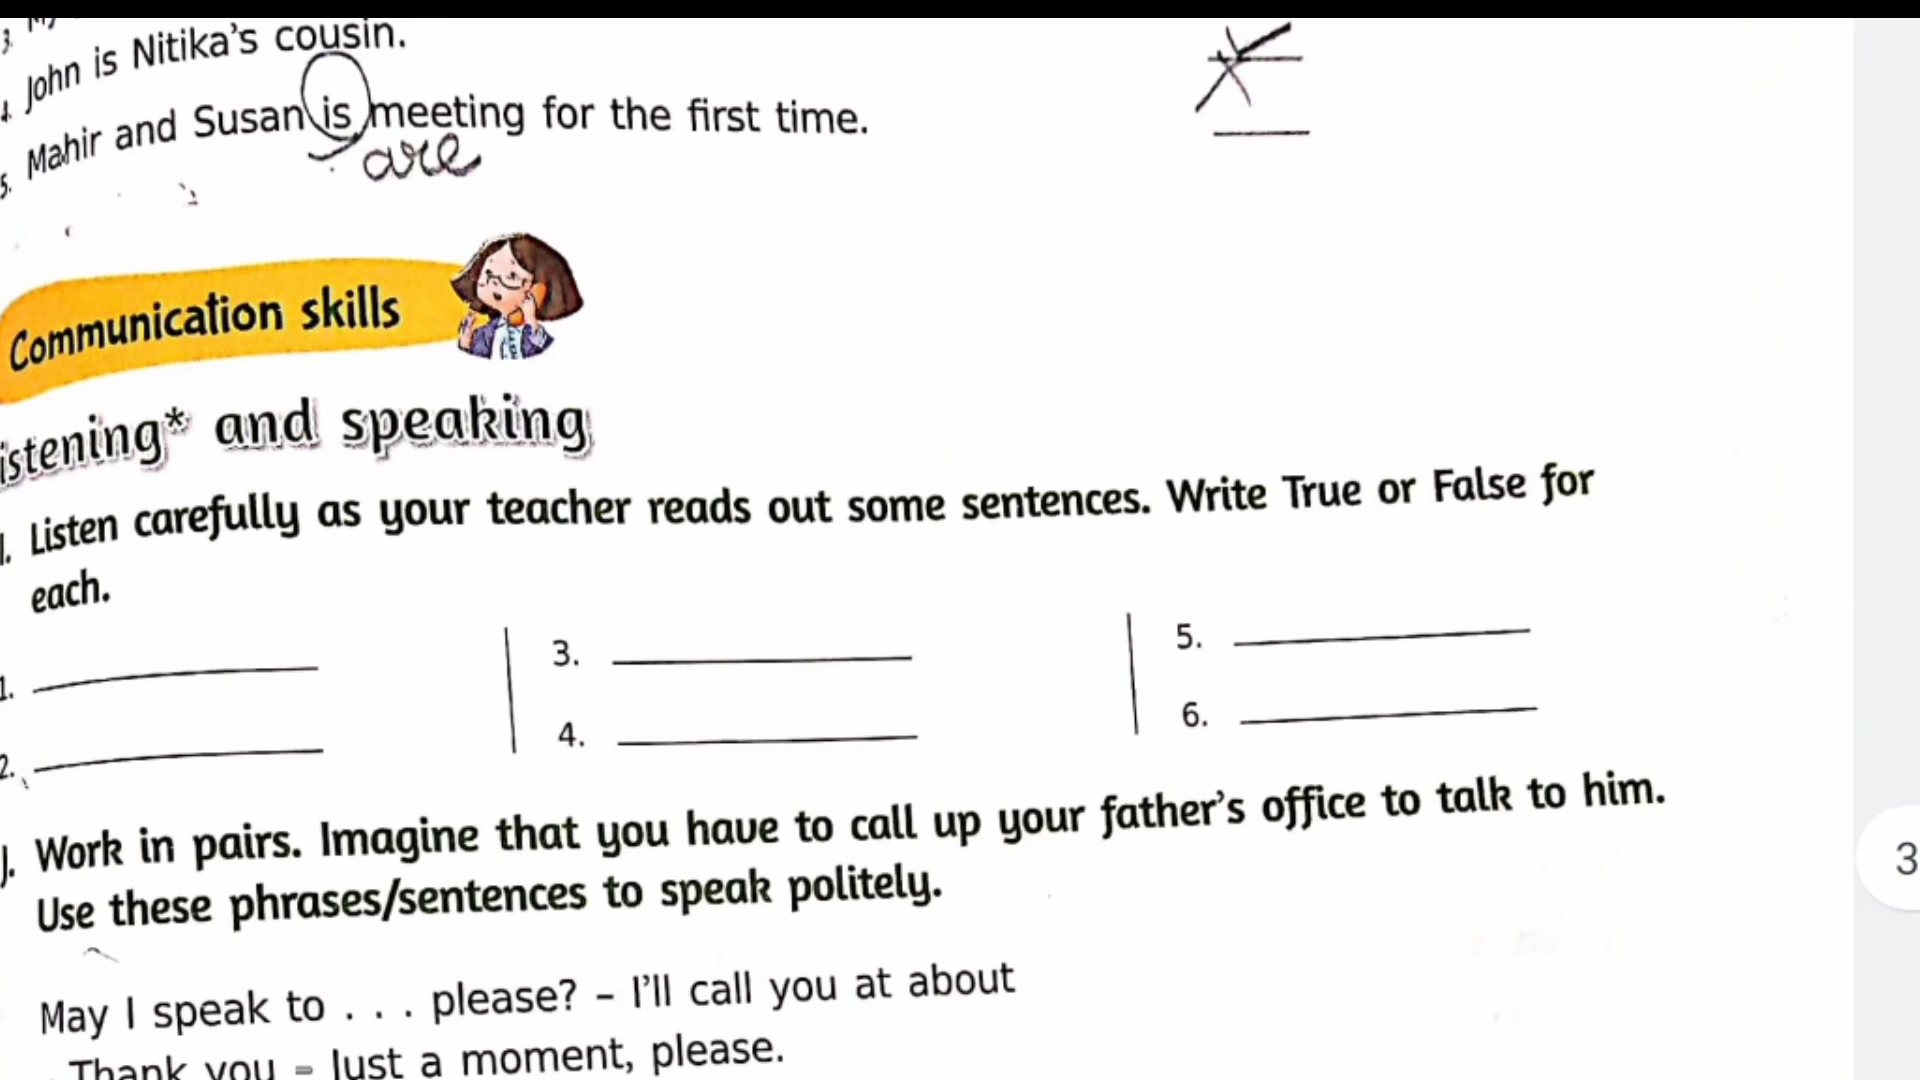 3.
4. John is Nitika’s cousin.
5. Mahir and Susan is meeting for the first time.
are
Communication skills
istening* and speaking
I. Listen carefully as your teacher reads out some sentences. Write True or False for
each.
1.
2.
3.
4.
5.
6.
J. Work in pairs. Imagine that you have to call up your father’s office to talk to him.
Use these phrases/sentences to speak politely.
May I speak to . . . please? – I’ll call you at about
Thank you – Just a moment, please.
3